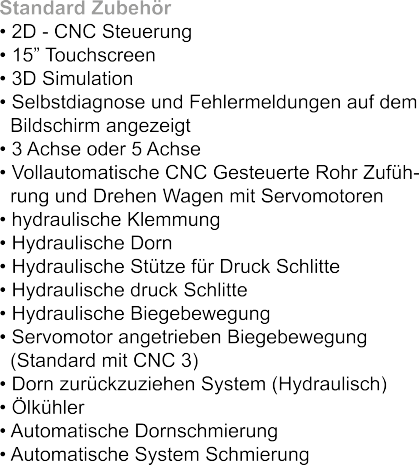 Standard Zubehör
• 2D - CNC Steuerung
• 15” Touchscreen
• 3D Simulation
• Selbstdiagnose und Fehlermeldungen auf dem
Bildschirm angezeigt
• 3 Achse oder 5 Achse
• Vollautomatische CNC Gesteuerte Rohr Zufüh-
rung und Drehen Wagen mit Servomotoren
• hydraulische Klemmung
• Hydraulische Dorn
• Hydraulische Stütze für Druck Schlitte
• Hydraulische druck Schlitte
• Hydraulische Biegebewegung
• Servomotor angetrieben Biegebewegung
(Standard mit CNC 3)
• Dorn zurückzuziehen System (Hydraulisch)
• Ölkühler
• Automatische Dornschmierung
• Automatische System Schmierung